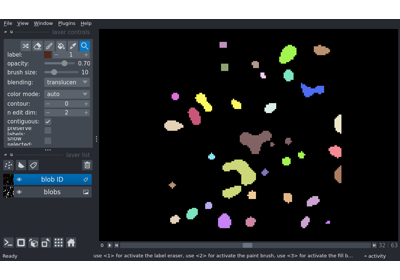 File View Window Plugins Help
layer controls
label: 1
opacity: 0.70
brush size: 10
blending: translucen
color mode: auto
contour: 0
n edit dim: 2
contiguous:
preserve labels:
show selected:
layer list
blob ID
blobs
32 63
Ready use <1> for activate the label eraser, use <2> for activate the paint brush, use <3> for activate the fill b... activity